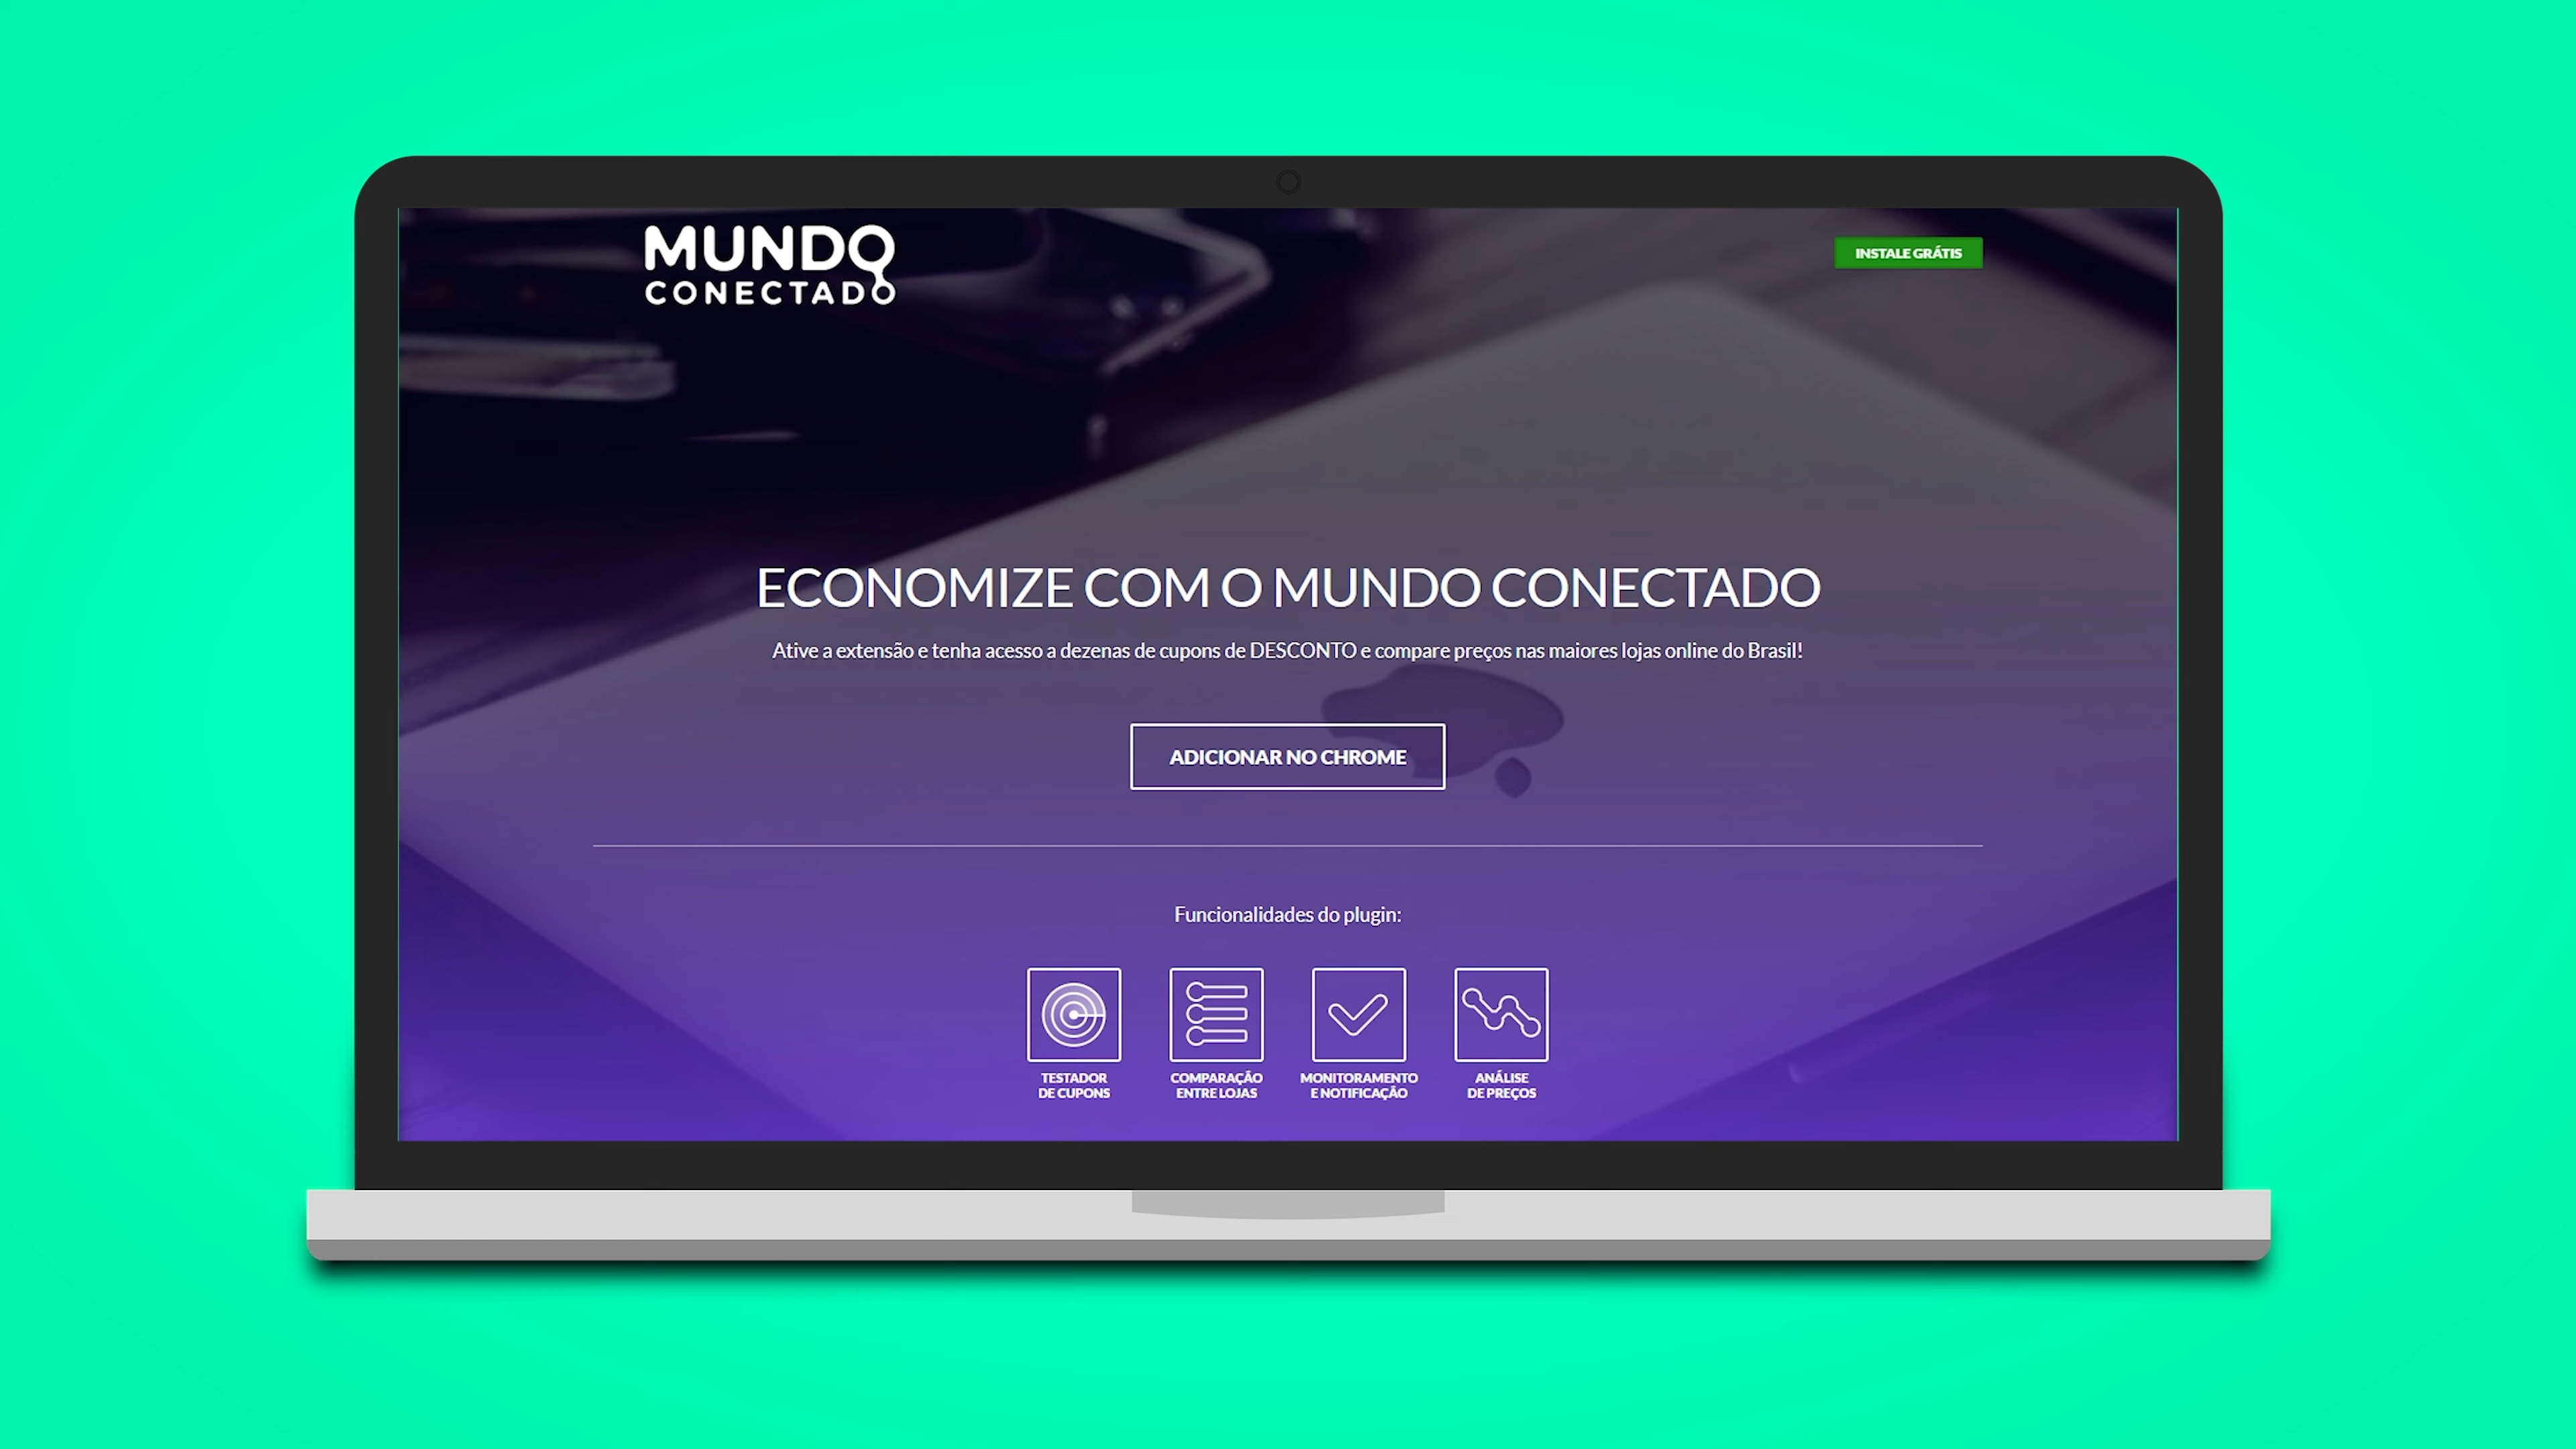 MUNDO
CONECTADO
INSTALE GRÁTIS
ECONOMIZE COM O MUNDO CONECTADO
Ative a extensão e tenha acesso a dezenas de cupons de DESCONTO e compare preços nas maiores lojas online do Brasil!
ADICIONAR NO CHROME
Funcionalidades do plugin:
TESTADOR
DE CUPONS
COMPARAÇÃO
ENTRE LOJAS
MONITORAMENTO
E NOTIFICAÇÃO
ANÁLISE
DE PREÇOS